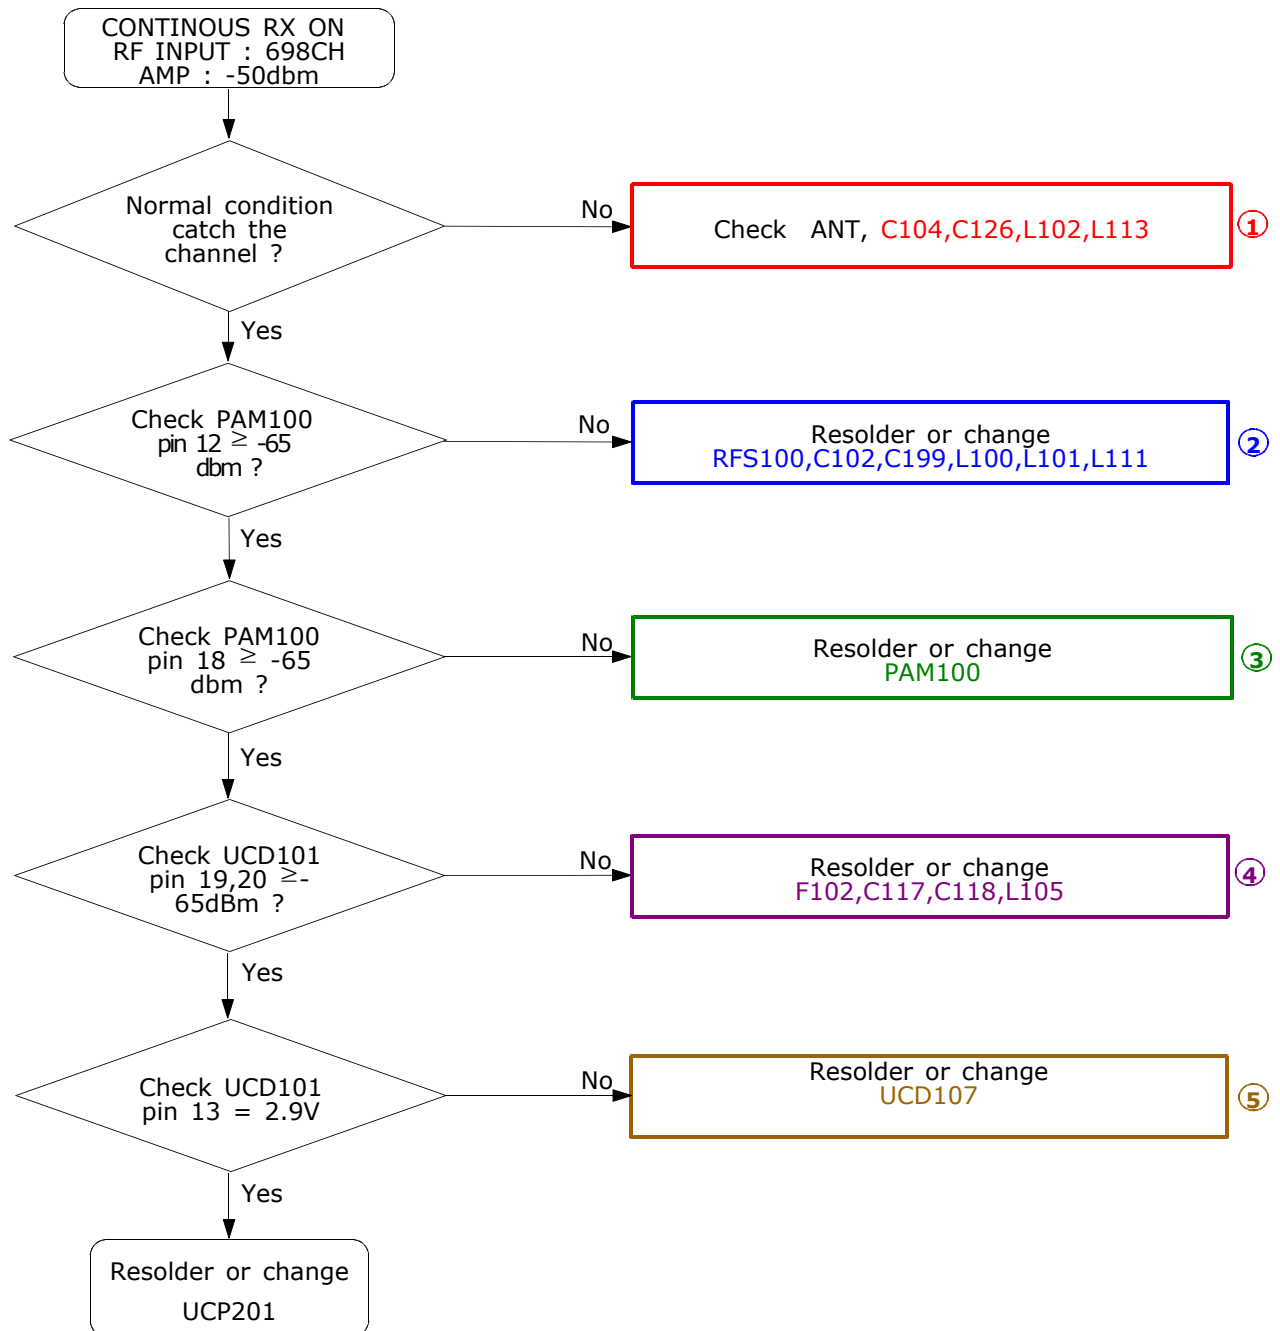 CONTINOUS RX ON
RF INPUT : 698CH
AMP : -50dbm
Normal condition
catch the
channel ?
No
Check ANT, C104,C126,L102,L113
①
Yes
Check PAM100
pin 12 ≥ -65
dbm ?
No
Resolder or change
RFS100,C102,C199,L100,L101,L111
②
Yes
Check PAM100
pin 18 ≥ -65
dbm ?
No
Resolder or change
PAM100
③
Yes
Check UCD101
pin 19,20 ≥-
65dBm ?
No
Resolder or change
F102,C117,C118,L105
④
Yes
Check UCD101
pin 13 = 2.9V
No
Resolder or change
UCD107
⑤
Yes
Resolder or change
UCP201